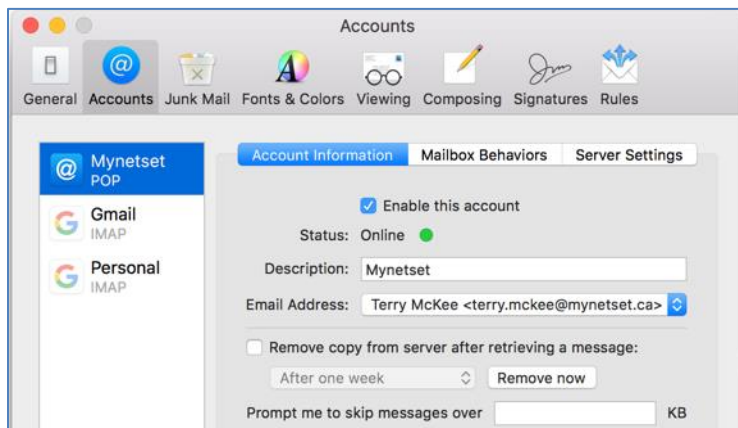 Accounts
General Accounts Junk Mail Fonts & Colors Viewing Composing Signatures Rules
Mynetset
POP
Gmail
IMAP
Personal
IMAP
Account Information Mailbox Behaviors Server Settings
Enable this account
Status: Online
Description: Mynetset
Email Address: Terry McKee <terry.mckee@mynetset.ca>
Remove copy from server after retrieving a message:
After one week Remove now
Prompt me to skip messages over KB